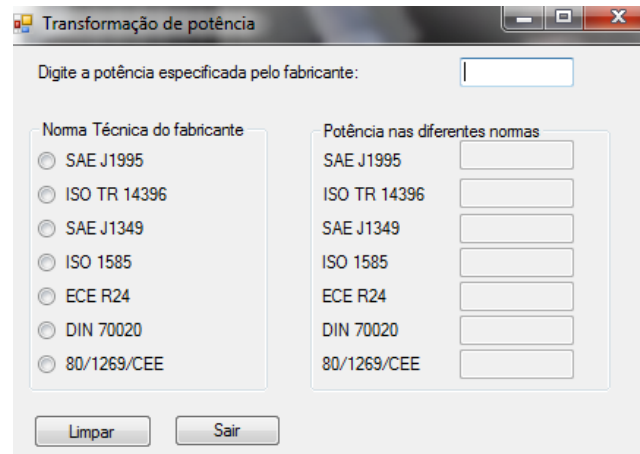 Transformação de potência
Digite a potência especificada pelo fabricante:
Norma Técnica do fabricante
SAE J1995
ISO TR 14396
SAE J1349
ISO 1585
ECE R24
DIN 70020
80/1269/CEE
Potência nas diferentes normas
SAE J1995
ISO TR 14396
SAE J1349
ISO 1585
ECE R24
DIN 70020
80/1269/CEE
Limpar
Sair